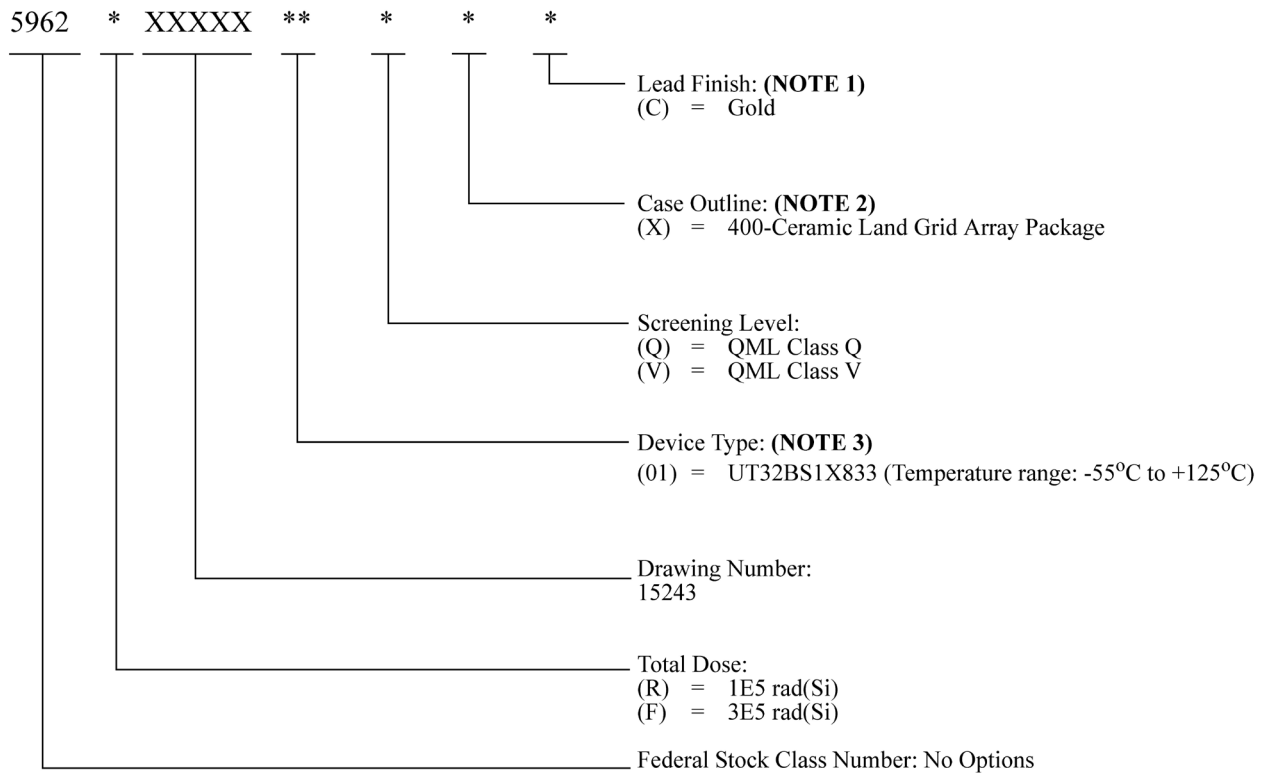 5962 * XXXXX ** * * *
Lead Finish: (NOTE 1)
(C) = Gold
Case Outline: (NOTE 2)
(X) = 400-Ceramic Land Grid Array Package
Screening Level:
(Q) = QML Class Q
(V) = QML Class V
Device Type: (NOTE 3)
(01) = UT32BS1X833 (Temperature range: -55°C to +125°C)
Drawing Number:
15243
Total Dose:
(R) = 1E5 rad(Si)
(F) = 3E5 rad(Si)
Federal Stock Class Number: No Options